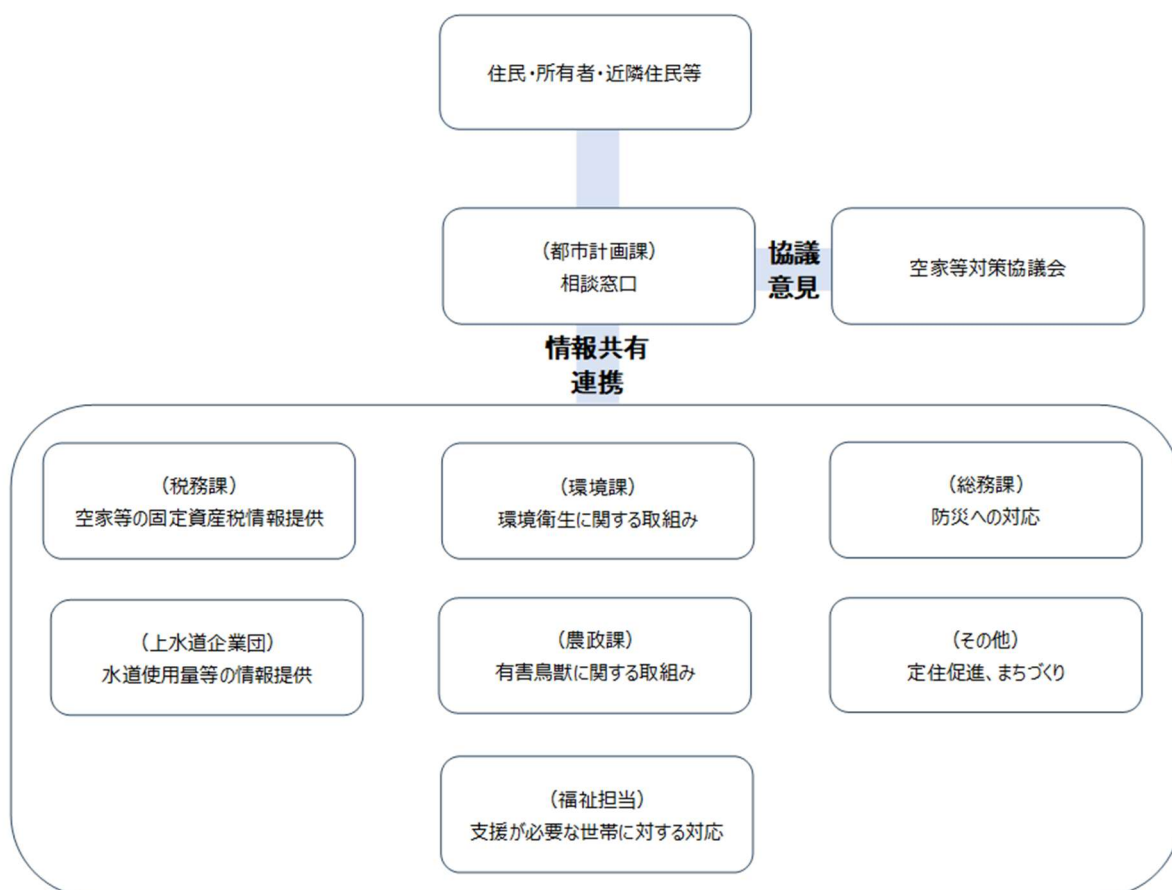 住民・所有者・近隣住民等
（都市計画課）
相談窓口
協議
意見
空家等対策協議会
情報共有
連携
（税務課）
空家等の固定資産税情報提供
（環境課）
環境衛生に関する取組み
（総務課）
防災への対応
（上水道企業団）
水道使用量等の情報提供
（農政課）
有害鳥獣に関する取組み
（その他）
定住促進、まちづくり
（福祉担当）
支援が必要な世帯に対する対応